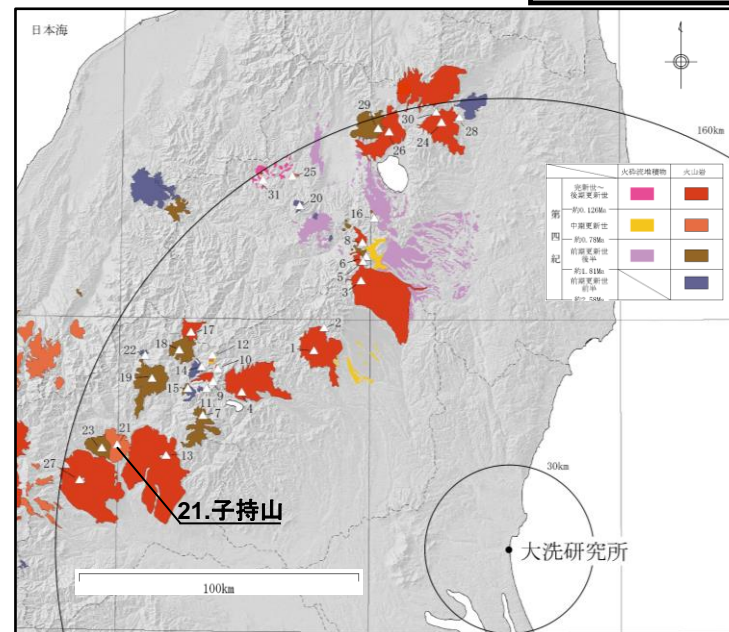 日本海
160km
29
30
28
24
26
25
31
20
16
8
6
5
3
2
1
17
18
12
22
14
10
19
15
9
4
11
7
21
23
13
27
21.子持山
30km
大洗研究所
100km
火砕流堆積物
火山岩
第四紀
完新世~
後期更新世
約0.126Ma
中期更新世
約0.78Ma
前期更新世
後半
約1.81Ma
前期更新世
前半
約2.58Ma